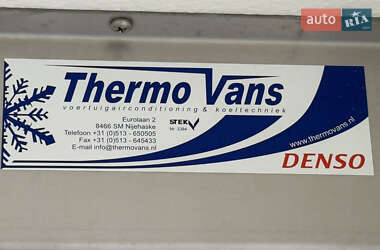 auto RIA.com
Thermo Vans
voertuigairconditioning & koeltechniek
Eurolaan 2
8466 SM Nijehaske
Telefoon +31 (0)513 - 650505
Fax +31 (0)513 - 645433
E-mail info@thermovans.nl
STEK
www.thermovans.nl
DENSO